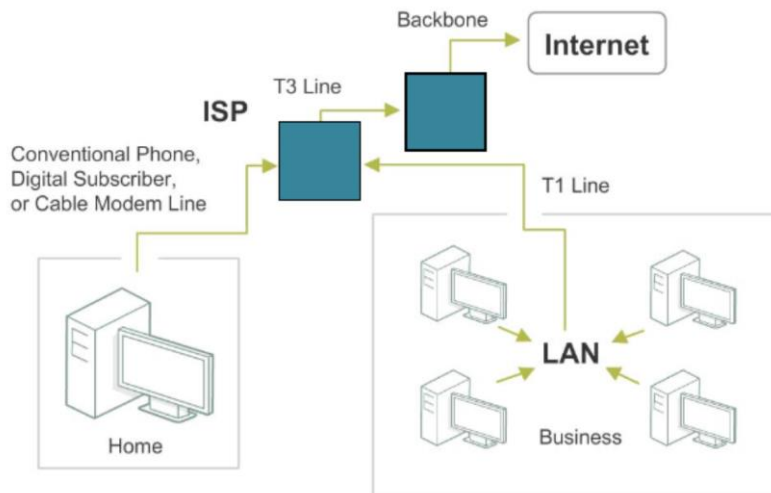 Backbone
Internet
T3 Line
ISP
Conventional Phone,
Digital Subscriber,
or Cable Modem Line
T1 Line
LAN
Home
Business